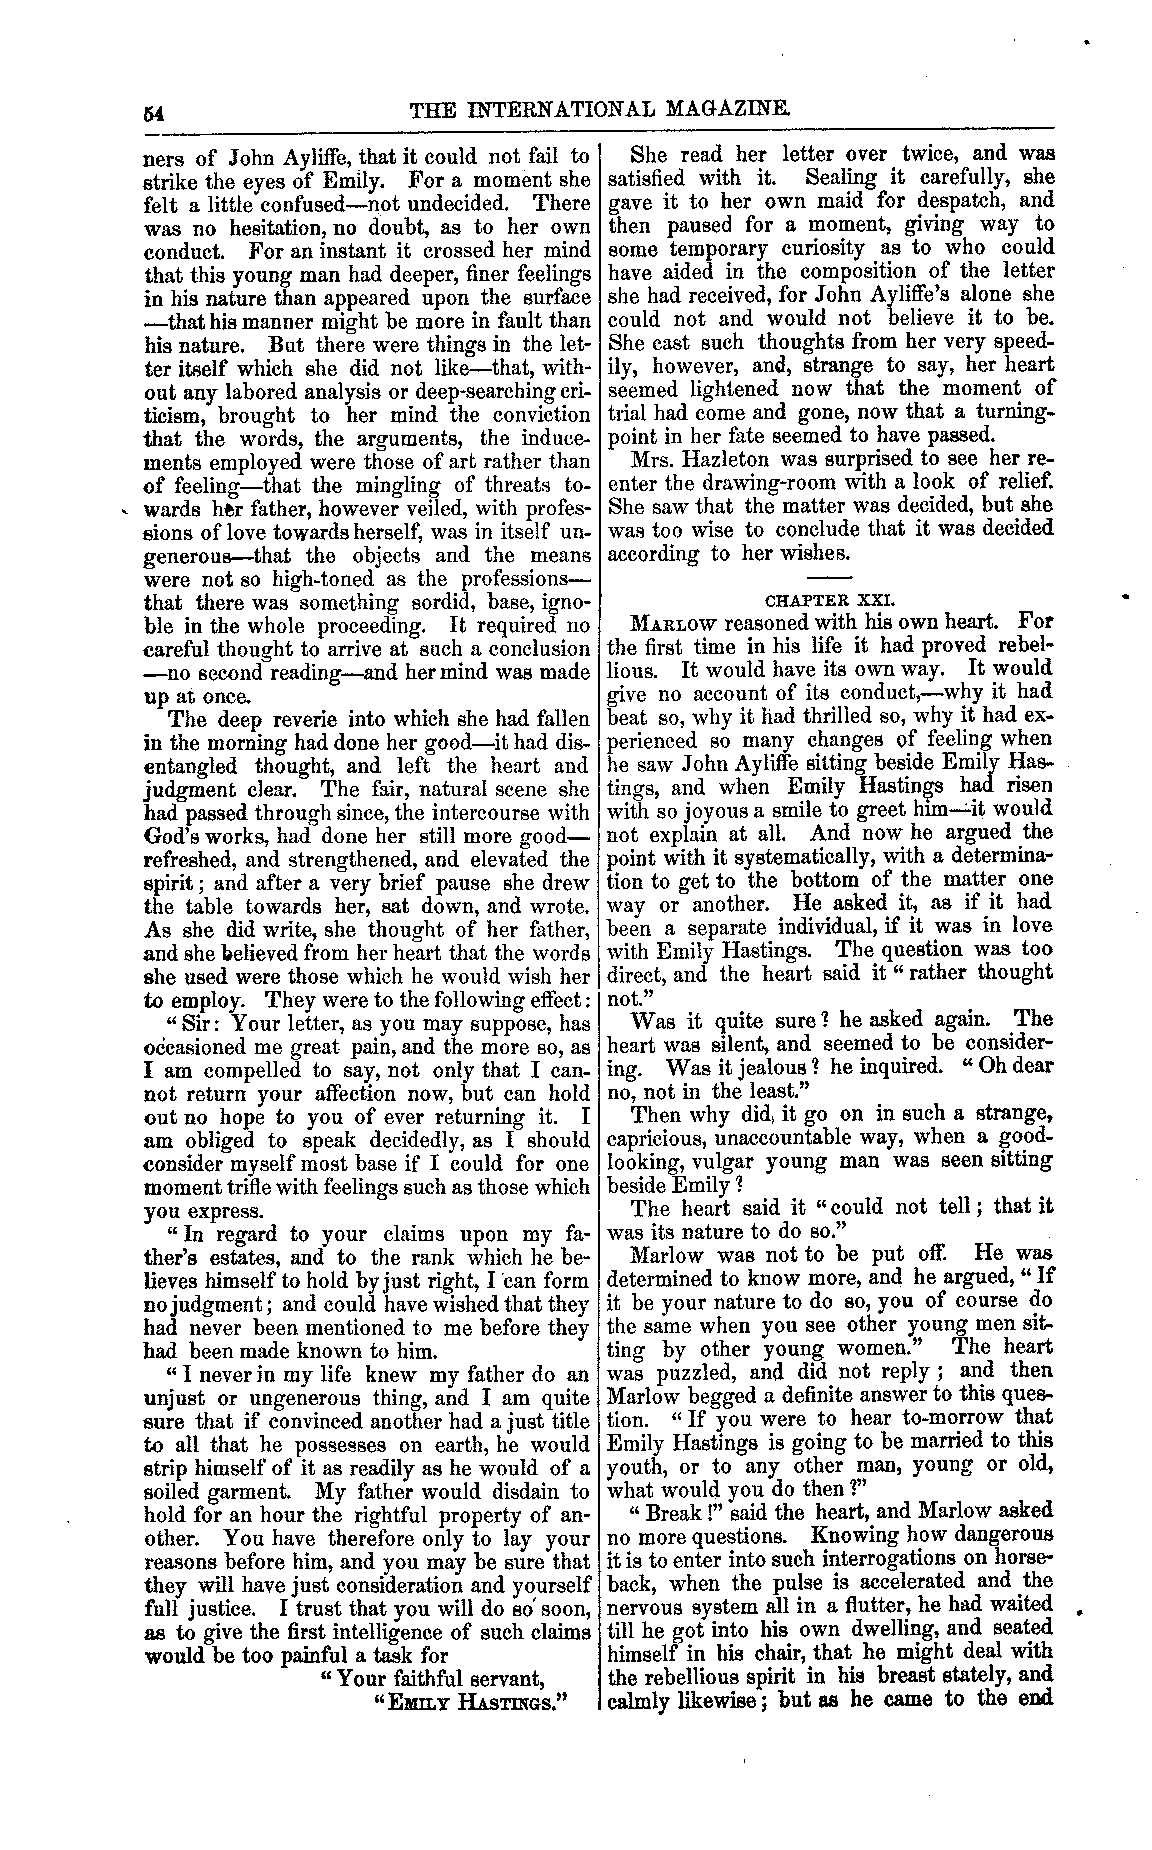 54 THE INTERNATIONAL MAGAZINE.
ners of John Ayliffe, that it could not fail to
strike the eyes of Emily. For a moment she
felt a little confused—not undecided. There
was no hesitation, no doubt, as to her own
conduct. For an instant it crossed her mind
that this young man had deeper, finer feelings
in his nature than appeared upon the surface
—that his manner might be more in fault than
his nature. But there were things in the let-
ter itself which she did not like—that, with-
out any labored analysis or deep-searching cri-
ticism, brought to her mind the conviction
that the words, the arguments, the induce-
ments employed were those of art rather than
of feeling—that the mingling of threats to-
wards her father, however veiled, with profes-
sions of love towards herself, was in itself un-
generous—that the objects and the means
were not so high-toned as the professions—
that there was something sordid, base, igno-
ble in the whole proceeding. It required no
careful thought to arrive at such a conclusion
—no second reading—and her mind was made
up at once.
The deep reverie into which she had fallen
in the morning had done her good—it had dis-
entangled thought, and left the heart and
judgment clear. The fair, natural scene she
had passed through since, the intercourse with
God's works, had done her still more good—
refreshed, and strengthened, and elevated the
spirit; and after a very brief pause she drew
the table towards her, sat down, and wrote.
As she did write, she thought of her father,
and she believed from her heart that the words
she used were those which he would wish her
to employ. They were to the following effect:
"Sir: Your letter, as you may suppose, has
occasioned me great pain, and the more so, as
I am compelled to say, not only that I can-
not return your affection now, but can hold
out no hope to you of ever returning it. I
am obliged to speak decidedly, as I should
consider myself most base if I could for one
moment trifle with feelings such as those which
you express.
"In regard to your claims upon my fa-
ther's estates, and to the rank which he be-
lieves himself to hold by just right, I can form
no judgment; and could have wished that they
had never been mentioned to me before they
had been made known to him.
"I never in my life knew my father do an
unjust or ungenerous thing, and I am quite
sure that if convinced another had a just title
to all that he possesses on earth, he would
strip himself of it as readily as he would of a
soiled garment. My father would disdain to
hold for an hour the rightful property of an-
other. You have therefore only to lay your
reasons before him, and you may be sure that
they will have just consideration and yourself
full justice. I trust that you will do so soon,
as to give the first intelligence of such claims
would be too painful a task for
"Your faithful servant,
"EMILY HASTINGS."
She read her letter over twice, and was
satisfied with it. Sealing it carefully, she
gave it to her own maid for despatch, and
then paused for a moment, giving way to
some temporary curiosity as to who could
have aided in the composition of the letter
she had received, for John Ayliffe's alone she
could not and would not believe it to be.
She cast such thoughts from her very speed-
ily, however, and, strange to say, her heart
seemed lightened now that the moment of
trial had come and gone, now that a turning-
point in her fate seemed to have passed.
Mrs. Hazleton was surprised to see her re-
enter the drawing-room with a look of relief.
She saw that the matter was decided, but she
was too wise to conclude that it was decided
according to her wishes.
CHAPTER XXI.
MARLOW reasoned with his own heart. For
the first time in his life it had proved rebel-
lious. It would have its own way. It would
give no account of its conduct,—why it had
beat so, why it had thrilled so, why it had ex-
perienced so many changes of feeling when
he saw John Ayliffe sitting beside Emily Has-
tings, and when Emily Hastings had risen
with so joyous a smile to greet him—it would
not explain at all. And now he argued the
point with it systematically, with a determina-
tion to get to the bottom of the matter one
way or another. He asked it, as if it had
been a separate individual, if it was in love
with Emily Hastings. The question was too
direct, and the heart said it "rather thought
not."
Was it quite sure? he asked again. The
heart was silent, and seemed to be consider-
ing. Was it jealous? he inquired. "Oh dear
no, not in the least."
Then why did, it go on in such a strange,
capricious, unaccountable way, when a good-
looking, vulgar young man was seen sitting
beside Emily?
The heart said it "could not tell; that it
was its nature to do so."
Marlow was not to be put off. He was
determined to know more, and he argued, "If
it be your nature to do so, you of course do
the same when you see other young men sit-
ting by other young women." The heart
was puzzled, and did not reply; and then
Marlow begged a definite answer to this ques-
tion. "If you were to hear to-morrow that
Emily Hastings is going to be married to this
youth, or to any other man, young or old,
what would you do then?"
"Break!" said the heart, and Marlow asked
no more questions. Knowing how dangerous
it is to enter into such interrogations on horse-
back, when the pulse is accelerated and the
nervous system all in a flutter, he had waited
till he got into his own dwelling, and seated
himself in his chair, that he might deal with
the rebellious spirit in his breast stately, and
calmly likewise; but as he came to the end